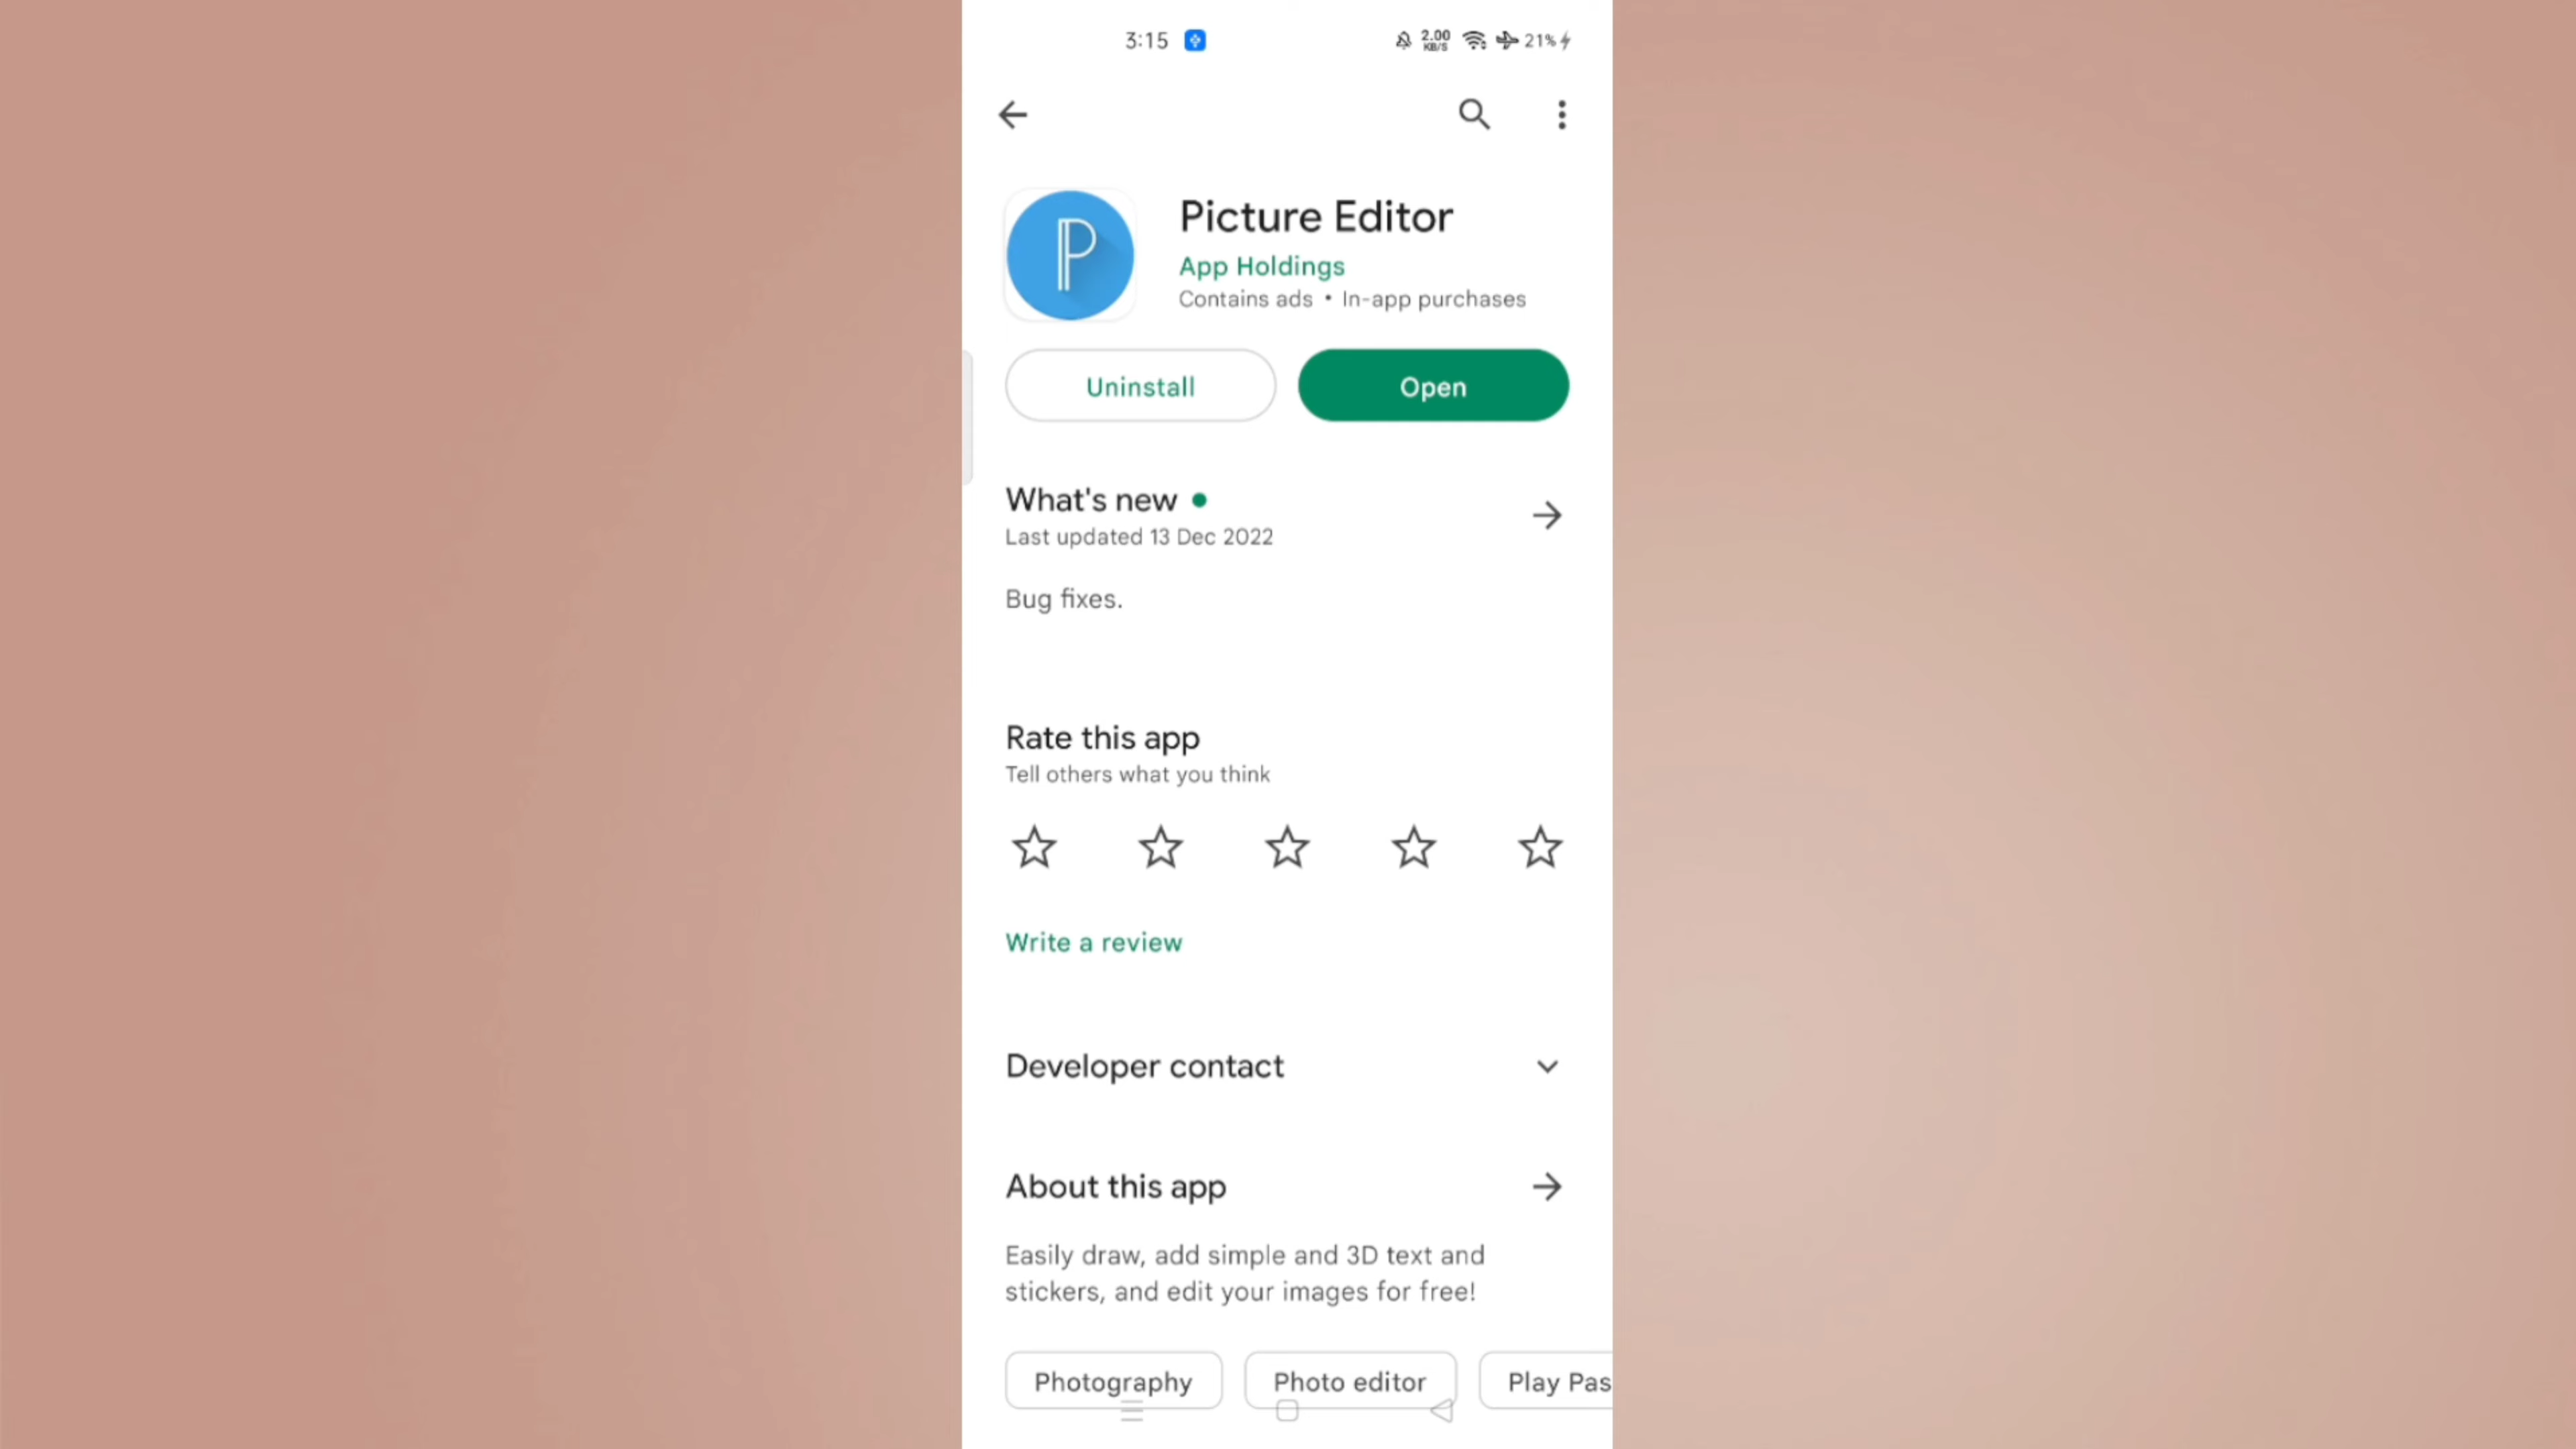 3:15
2.00
KB/S
21%
P
Picture Editor
App Holdings
Contains ads • In-app purchases
Uninstall
Open
What's new
Last updated 13 Dec 2022
Bug fixes.
Rate this app
Tell others what you think
Write a review
Developer contact
About this app
Easily draw, add simple and 3D text and
stickers, and edit your images for free!
Photography
Photo editor
Play Pas